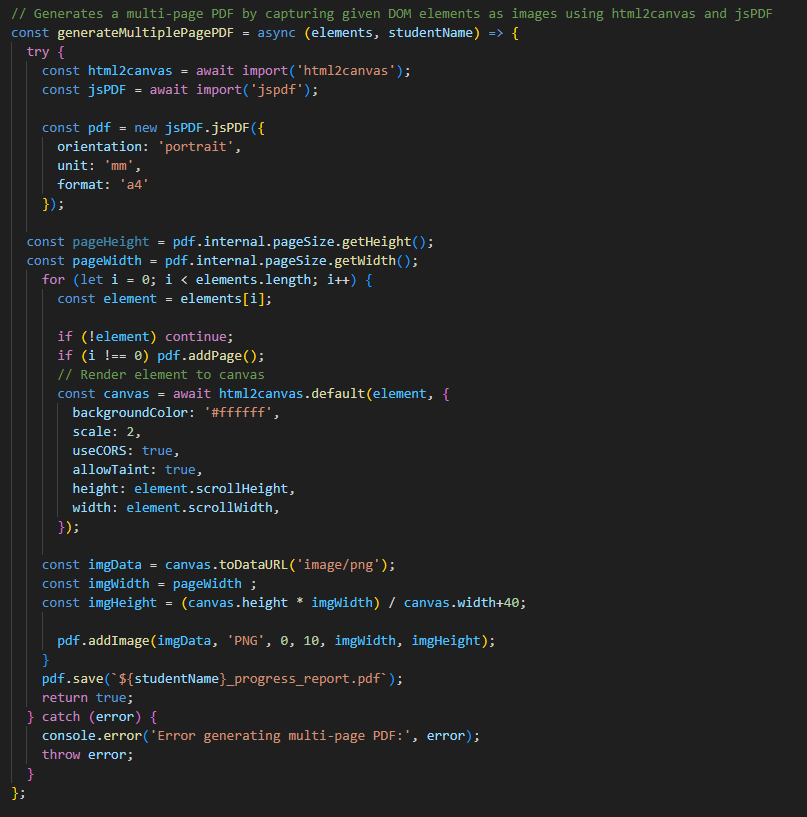 // Generates a multi-page PDF by capturing given DOM elements as images using html2canvas and jsPDF
const generateMultiplePagePDF = async (elements, studentName) => {
  try {
    const html2canvas = await import('html2canvas');
    const jsPDF = await import('jspdf');

    const pdf = new jsPDF.jsPDF({
      orientation: 'portrait',
      unit: 'mm',
      format: 'a4'
    });

  const pageHeight = pdf.internal.pageSize.getHeight();
  const pageWidth = pdf.internal.pageSize.getWidth();
    for (let i = 0; i < elements.length; i++) {
      const element = elements[i];

      if (!element) continue;
      if (i !== 0) pdf.addPage();
      // Render element to canvas
      const canvas = await html2canvas.default(element, {
        backgroundColor: '#ffffff',
        scale: 2,
        useCORS: true,
        allowTaint: true,
        height: element.scrollHeight,
        width: element.scrollWidth,
      });

    const imgData = canvas.toDataURL('image/png');
    const imgWidth = pageWidth ;
    const imgHeight = (canvas.height * imgWidth) / canvas.width+40;

      pdf.addImage(imgData, 'PNG', 0, 10, imgWidth, imgHeight);
    }
    pdf.save(`${studentName}_progress_report.pdf`);
    return true;
  } catch (error) {
    console.error('Error generating multi-page PDF:', error);
    throw error;
  }
};